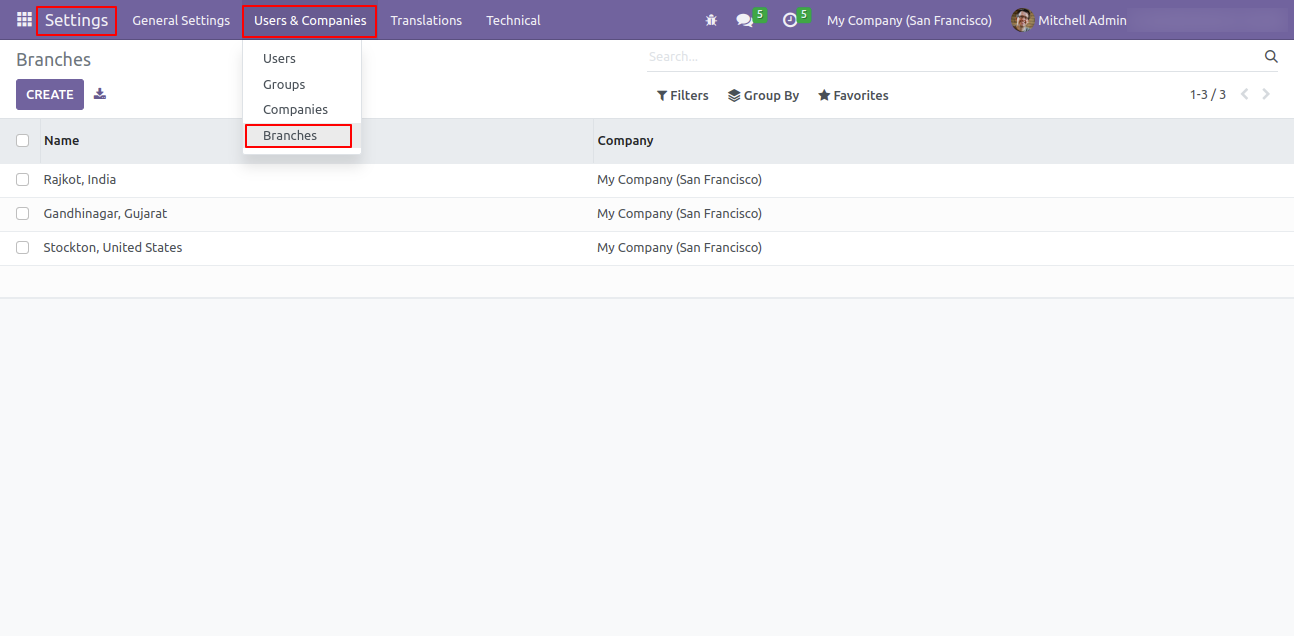 Settings General Settings Users & Companies Translations Technical 5 5 My Company (San Francisco) Mitchell Admin
Branches
Search...
Users
Groups
Companies
Branches
CREATE
Filters Group By Favorites 1-3 / 3
Name Company
Rajkot, India My Company (San Francisco)
Gandhinagar, Gujarat My Company (San Francisco)
Stockton, United States My Company (San Francisco)